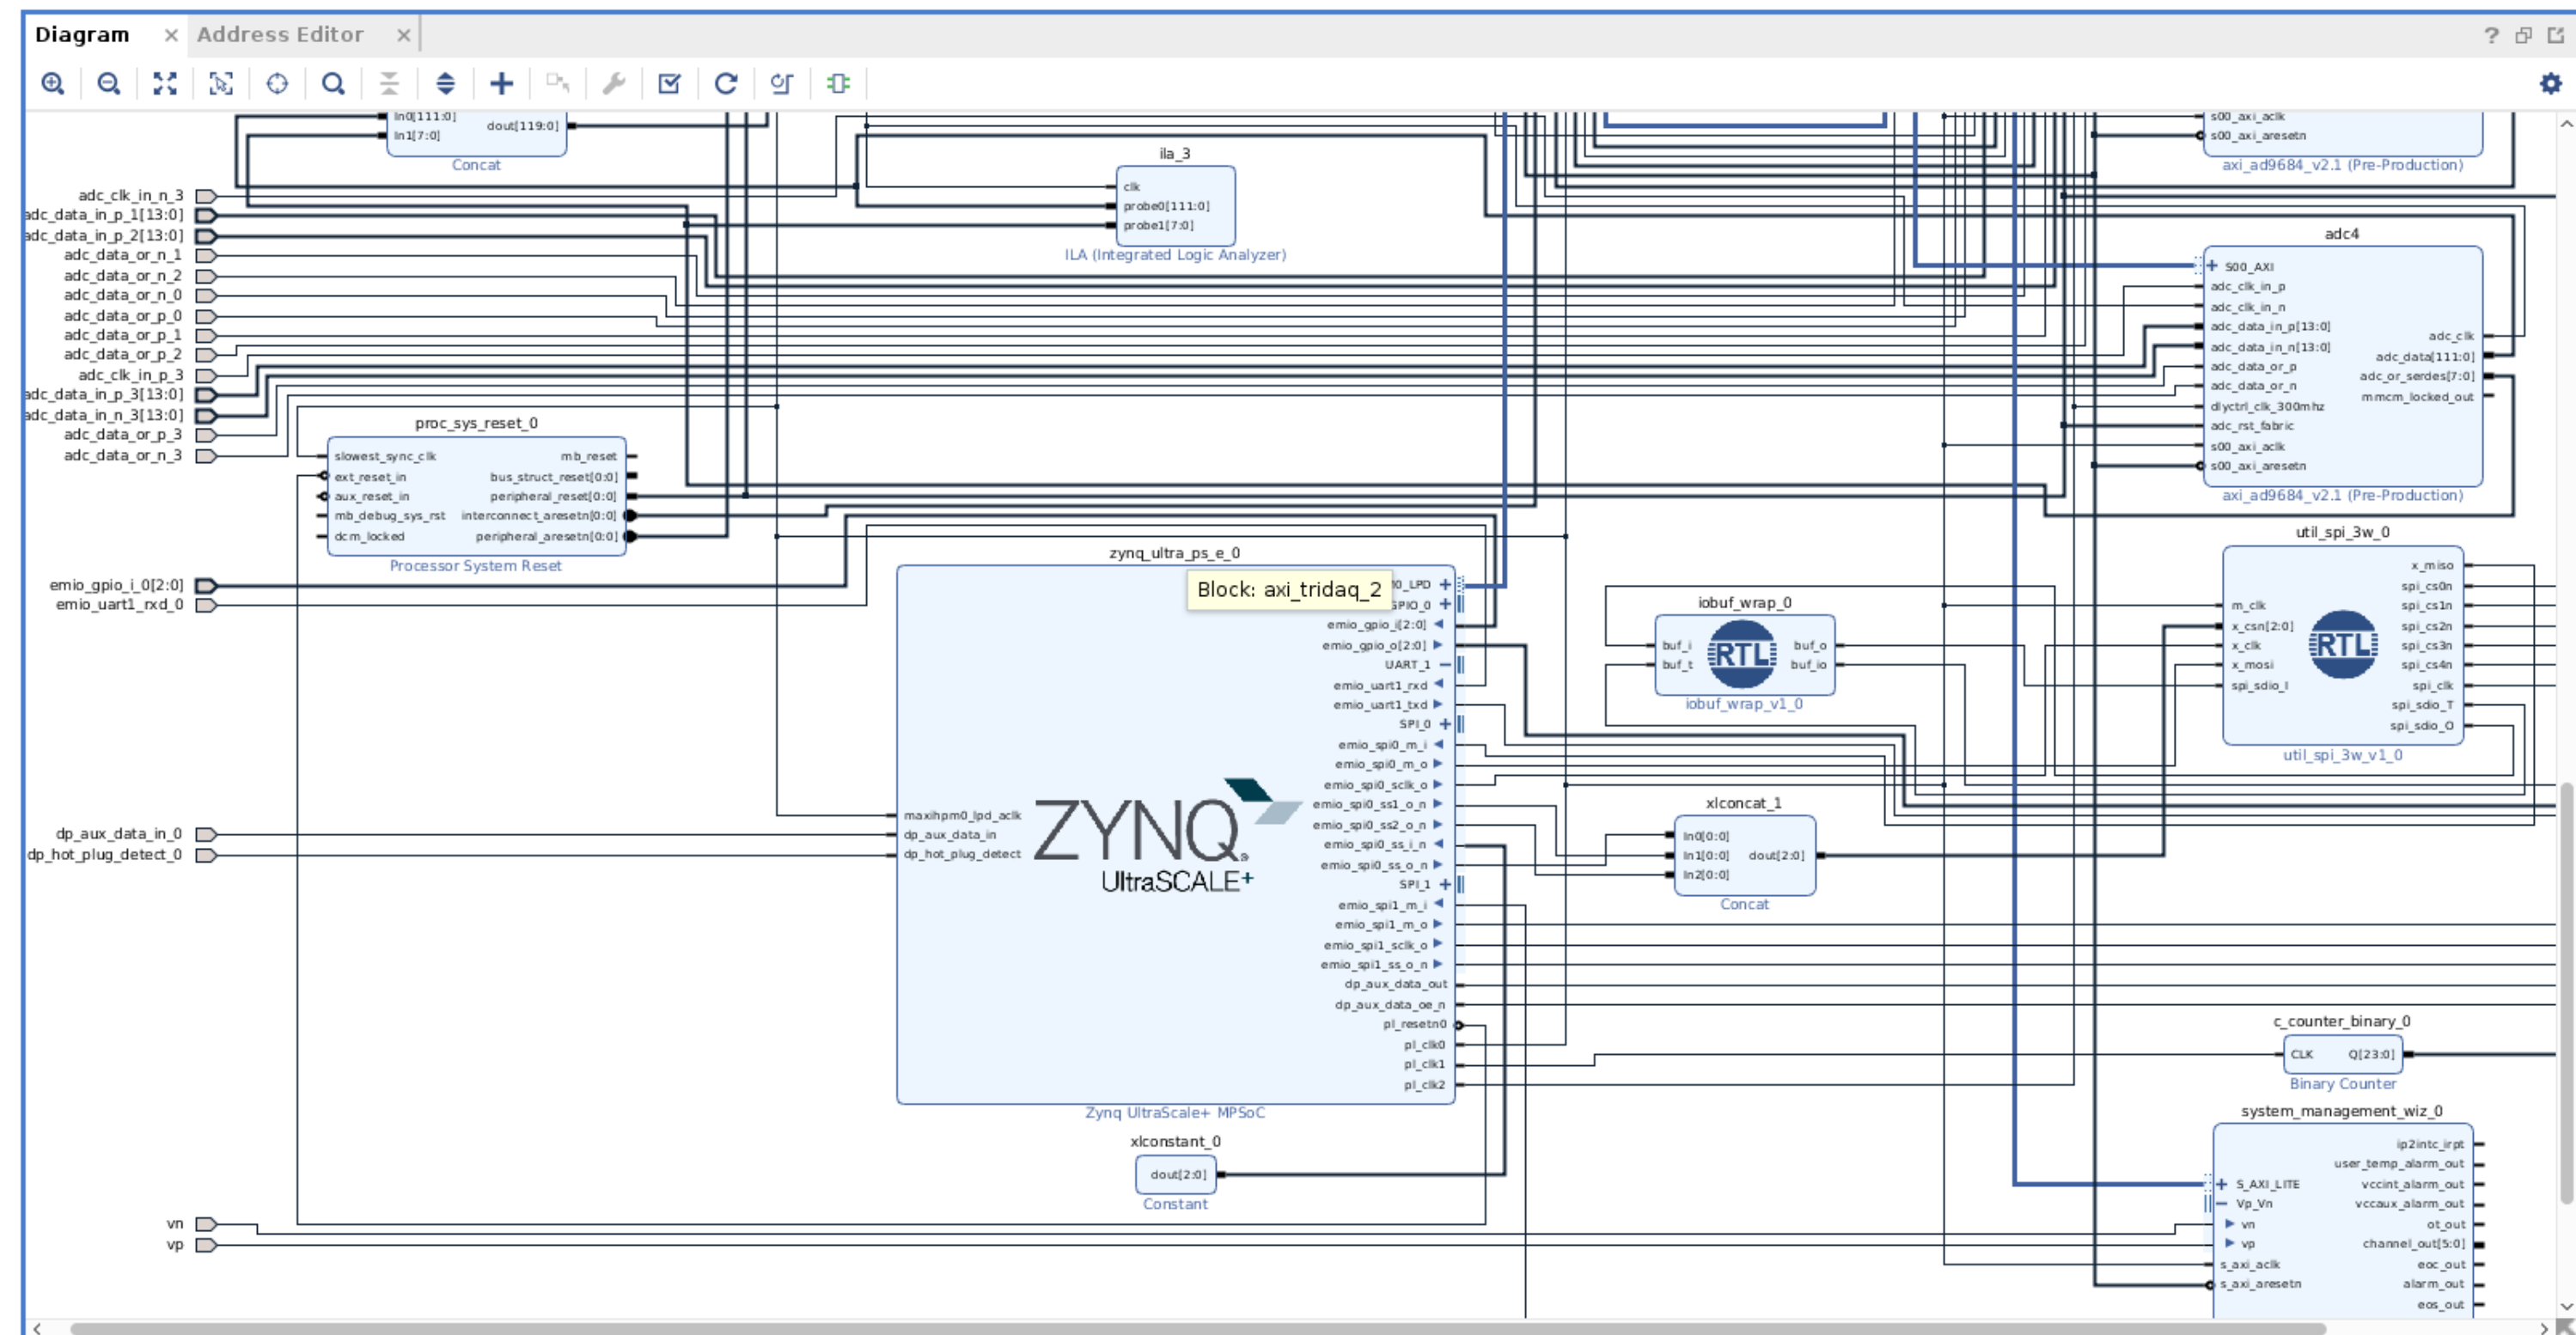 Diagram
Address Editor
In0[111:0]
In1[7:0]
dout[119:0]
Concat
ila_3
clk
probe0[111:0]
probe1[7:0]
ILA (Integrated Logic Analyzer)
s00_axi_aclk
s00_axi_aresetn
axi_ad9684_v2.1 (Pre-Production)
adc_clk_in_n_3
adc_data_in_p_1[13:0]
adc_data_in_p_2[13:0]
adc_data_or_n_1
adc_data_or_n_2
adc_data_or_n_0
adc_data_or_p_0
adc_data_or_p_1
adc_data_or_p_2
adc_clk_in_p_3
adc_data_in_p_3[13:0]
adc_data_in_n_3[13:0]
adc_data_or_p_3
adc_data_or_n_3
adc4
S00_AXI
adc_clk_in_p
adc_clk_in_n
adc_data_in_p[13:0]
adc_data_in_n[13:0]
adc_data_or_p
adc_data_or_n
dlyctrl_clk_300mhz
adc_rst_fabric
s00_axi_aclk
s00_axi_aresetn
adc_clk
adc_data[111:0]
adc_or_serdes[7:0]
mmcm_locked_out
axi_ad9684_v2.1 (Pre-Production)
proc_sys_reset_0
slowest_sync_clk
ext_reset_in
aux_reset_in
mb_debug_sys_rst
dcm_locked
mb_reset
bus_struct_reset[0:0]
peripheral_reset[0:0]
interconnect_aresetn[0:0]
peripheral_aresetn[0:0]
Processor System Reset
emio_gpio_i_0[2:0]
emio_uart1_rxd_0
dp_aux_data_in_0
dp_hot_plug_detect_0
zynq_ultra_ps_e_0
Block: axi_tridaq_2
maxihpm0_lpd_aclk
dp_aux_data_in
dp_hot_plug_detect
ZYNQ
UltraSCALE+
M0_LPD
GPIO_0
emio_gpio_i[2:0]
emio_gpio_o[2:0]
UART_1
emio_uart1_rxd
emio_uart1_txd
SPI_0
emio_spi0_m_i
emio_spi0_m_o
emio_spi0_sclk_o
emio_spi0_ss1_o_n
emio_spi0_ss2_o_n
emio_spi0_ss_i_n
emio_spi0_ss_o_n
SPI_1
emio_spi1_m_i
emio_spi1_m_o
emio_spi1_sclk_o
emio_spi1_ss_o_n
dp_aux_data_out
dp_aux_data_oe_n
pl_resetn0
pl_clk0
pl_clk1
pl_clk2
Zynq UltraScale+ MPSoC
iobuf_wrap_0
buf_i
buf_t
RTL
buf_o
buf_io
iobuf_wrap_v1_0
util_spi_3w_0
m_clk
x_csn[2:0]
x_clk
x_mosi
spi_sdio_I
RTL
x_miso
spi_cs0n
spi_cs1n
spi_cs2n
spi_cs3n
spi_cs4n
spi_clk
spi_sdio_T
spi_sdio_O
util_spi_3w_v1_0
xlconcat_1
In0[0:0]
In1[0:0]
In2[0:0]
dout[2:0]
Concat
c_counter_binary_0
CLK
Q[23:0]
Binary Counter
xlconstant_0
dout[2:0]
Constant
vn
vp
system_management_wiz_0
S_AXI_LITE
Vp_Vn
vn
vp
s_axi_aclk
s_axi_aresetn
ip2intc_irpt
user_temp_alarm_out
vccint_alarm_out
vccaux_alarm_out
ot_out
channel_out[5:0]
eoc_out
alarm_out
eos_out